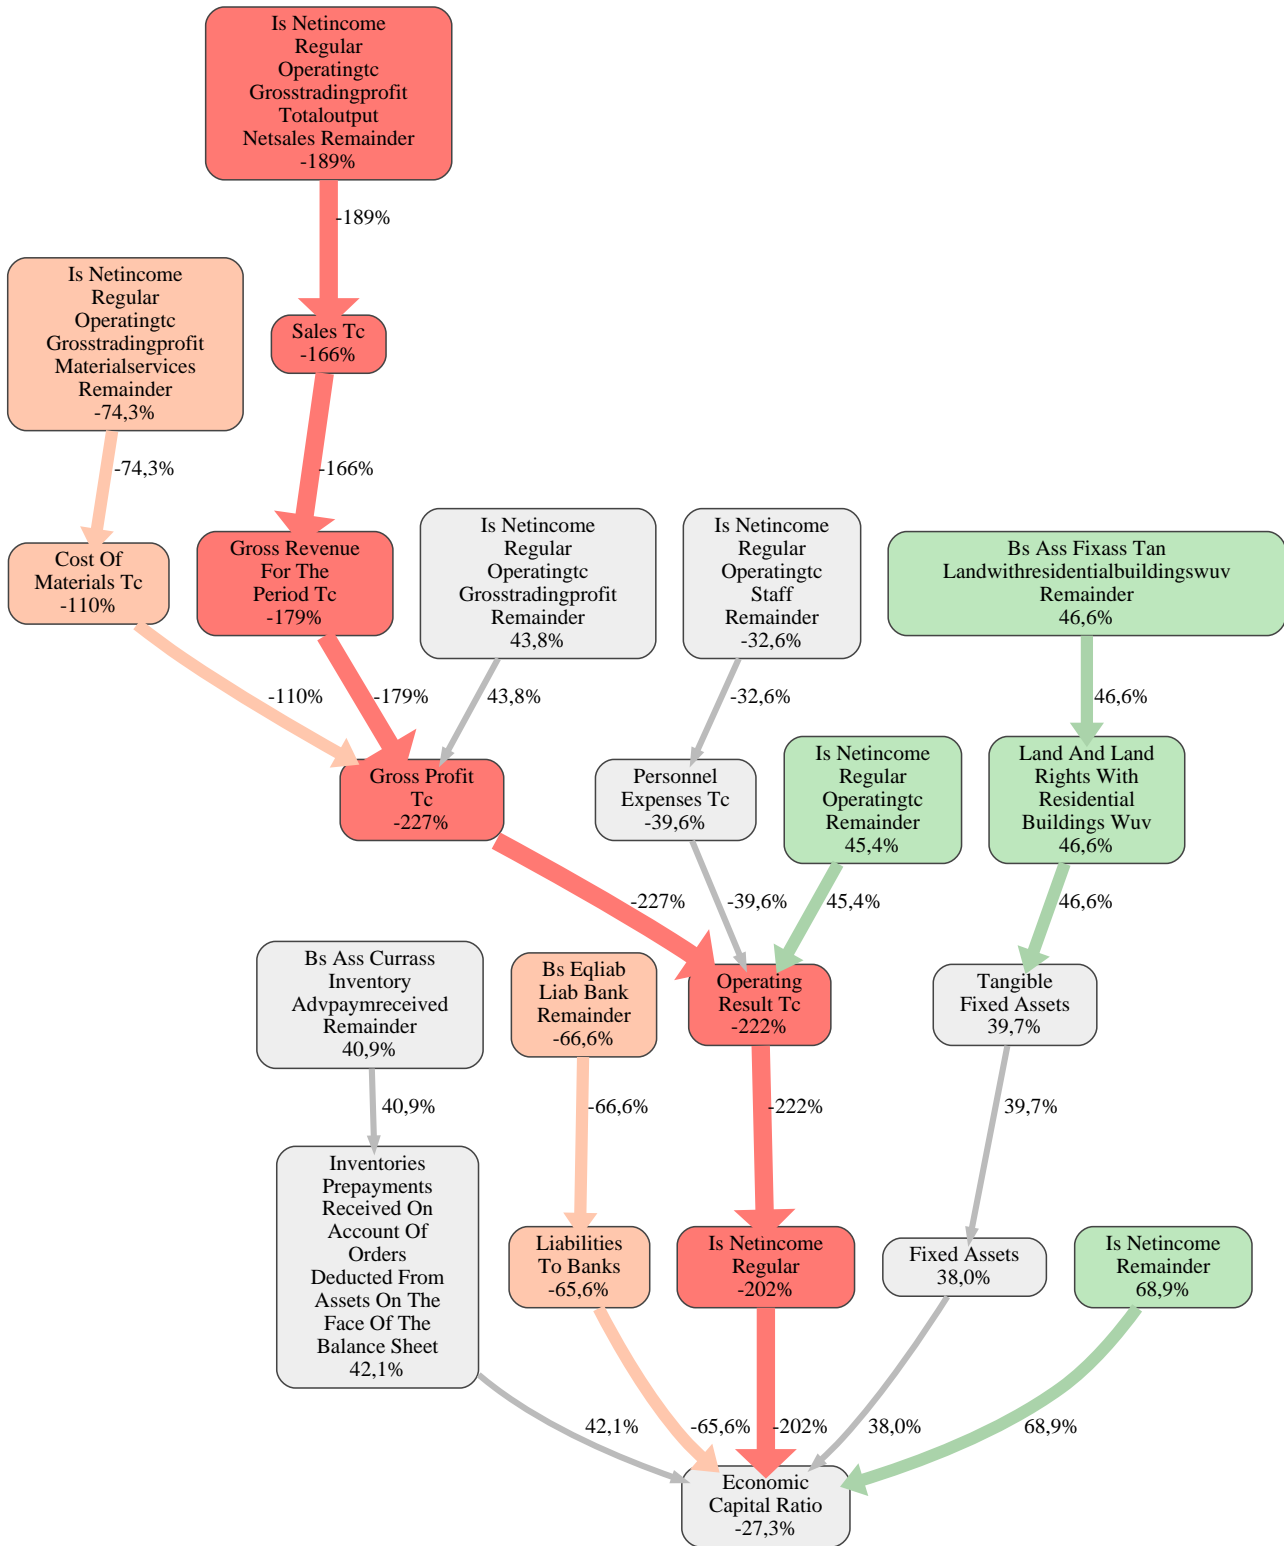 Is Netincome
Regular
Operatingtc
Grosstradingprofit
Totaloutput
Netsales Remainder
-189%
-189%
Is Netincome
Regular
Operatingtc
Grosstradingprofit
Materialservices
Remainder
-74,3%
Sales Tc
-166%
-74,3%
-166%
Cost Of
Materials Tc
-110%
Gross Revenue
For The
Period Tc
-179%
Is Netincome
Regular
Operatingtc
Grosstradingprofit
Remainder
43,8%
Is Netincome
Regular
Operatingtc
Staff
Remainder
-32,6%
Bs Ass Fixass Tan
Landwithresidentialbuildingswuv
Remainder
46,6%
-110%
-179%
43,8%
-32,6%
46,6%
Gross Profit
Tc
-227%
Personnel
Expenses Tc
-39,6%
Is Netincome
Regular
Operatingtc
Remainder
45,4%
Land And Land
Rights With
Residential
Buildings Wuv
46,6%
-227%
-39,6%
45,4%
46,6%
Bs Ass Currass
Inventory
Advpaymreceived
Remainder
40,9%
Bs Eqliab
Liab Bank
Remainder
-66,6%
Operating
Result Tc
-222%
Tangible
Fixed Assets
39,7%
40,9%
-66,6%
-222%
39,7%
Inventories
Prepayments
Received On
Account Of
Orders
Deducted From
Assets On The
Face Of The
Balance Sheet
42,1%
Liabilities
To Banks
-65,6%
Is Netincome
Regular
-202%
Fixed Assets
38,0%
Is Netincome
Remainder
68,9%
42,1%
-65,6%
-202%
38,0%
68,9%
Economic
Capital Ratio
-27,3%